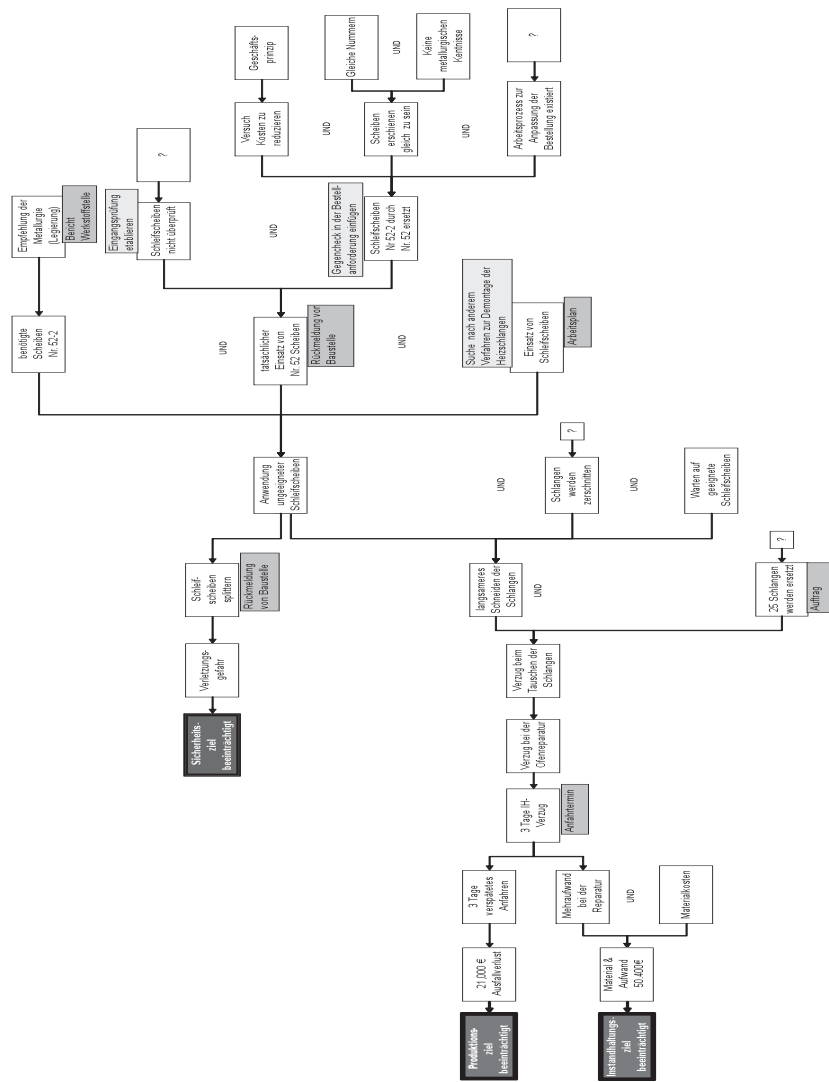 Sicherheits-
ziel
beeinträchtigt
Verletzungs-
gefahr
Schleif-
scheiben
splittern
Rückmeldung
von Baustelle
Anwendung
ungeeigneter
Schleifscheiben
benötigte
Scheiben
Nr. 52-2
Empfehlung der
Metallurgie
(Legierung)
Bericht
Werkstoffstelle
UND
tatsächlicher
Einsatz von
Nr. 52 Scheiben
Rückmeldung von
Baustelle
Eingangsprüfung
etablieren
Schleifscheiben
nicht überprüft
?
UND
Gegencheck in der Bestell-
anforderung einfügen
Schleifscheiben
Nr 52-2 durch
Nr. 52 ersetzt
Versuch
Kosten zu
reduzieren
Geschäfts-
prinzip
UND
Scheiben
erschienen
gleich zu sein
Gleiche Nummern
UND
Keine
metallurgischen
Kentnisse
UND
Arbeitsprozess zur
Anpassung der
Bestellung existiert
?
UND
Suche nach anderem
Verfahren zur Demontage der
Heizschlangen
Einsatz von
Schleifscheiben
Arbeitsplan
Produktions-
ziel
beeinträchtigt
21,000 €
Ausfallverlust
3 Tage
verspätetes
Anfahren
3 Tage IH-
Verzug
Anfahrtermin
Verzug bei der
Ofenreparatur
Verzug beim
Tauschen der
Schlangen
langsameres
Schneiden der
Schlangen
UND
UND
Schlangen
werden
zerschnitten
?
UND
Warten auf
geeignete
Schleifscheiben
25 Schlangen
werden ersetzt
Auftrag
?
Instandhaltungs-
ziel
beeinträchtigt
Material &
Aufwand
50.400€
Mehraufwand
bei der
Reparatur
UND
Materialkosten